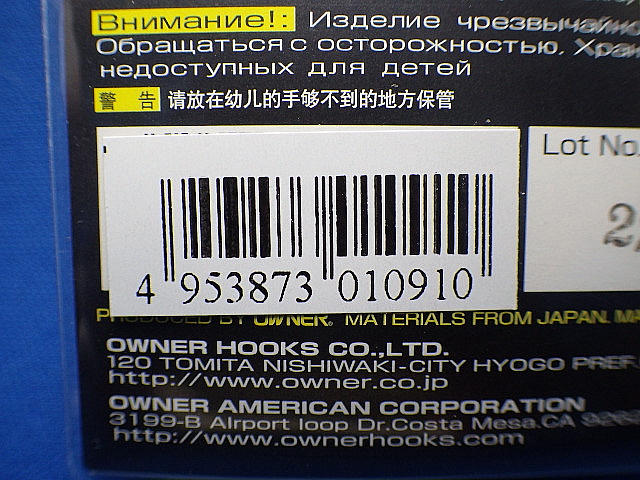 Внимание!: Изделие чрезвычайно
Обращаться с осторожностью. Хран
недоступных для детей
警 告 请放在幼儿的手够不到的地方保管
Lot No.
2,
4 953873 010910
PRODUCED BY OWNER. MATERIALS FROM JAPAN. MA
OWNER HOOKS CO.,LTD.
120 TOMITA NISHIWAKI-CITY HYOGO PREF.
http://www.owner.co.jp
OWNER AMERICAN CORPORATION
3199-B Airport loop Dr.Costa Mesa.CA 9262
http://www.ownerhooks.com